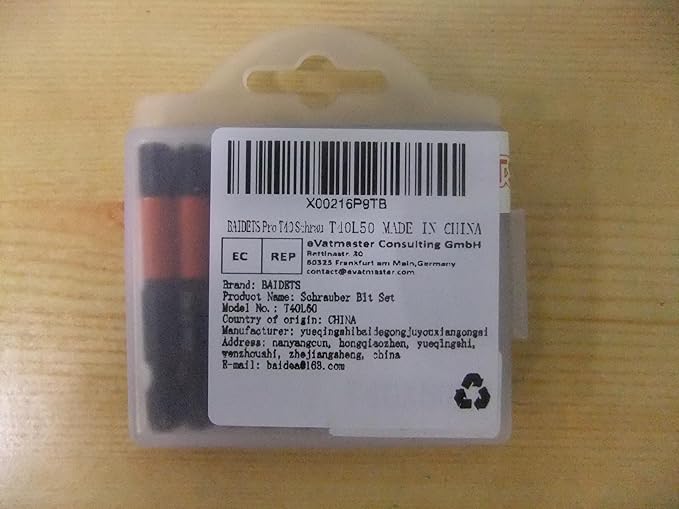 X00216P9TB
BAIDETS Pro T40 Schrau T40L50 MADE IN CHINA
EC REP
eVatmaster Consulting GmbH
Bettinastr. 30
60325 Frankfurt am Main,Germany
contact@evatmaster.com
Brand: BAIDETS
Product Name: Schrauber Bit Set
Model No.: T40L50
Country of origin: CHINA
Manufacturer: yueqingshibaidegongjuyouxiangongsi
Address: nanyangcun, hongqiaozhen, yueqingshi,
wenzhoushi, zhejiangsheng, china
E-mail: baidea@163.com